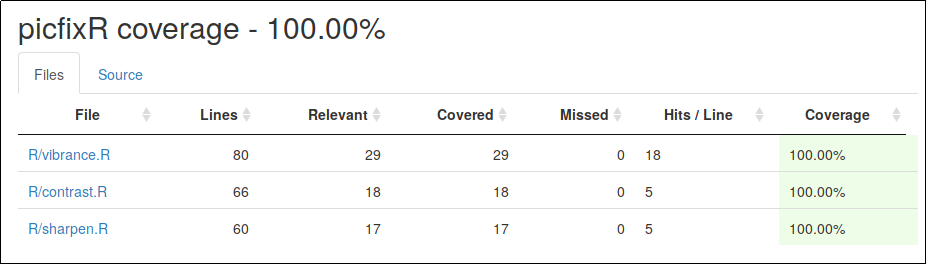 picfixR coverage - 100.00%
Files Source
File Lines Relevant Covered Missed Hits / Line Coverage
R/vibrance.R 80 29 29 0 18 100.00%
R/contrast.R 66 18 18 0 5 100.00%
R/sharpen.R 60 17 17 0 5 100.00%